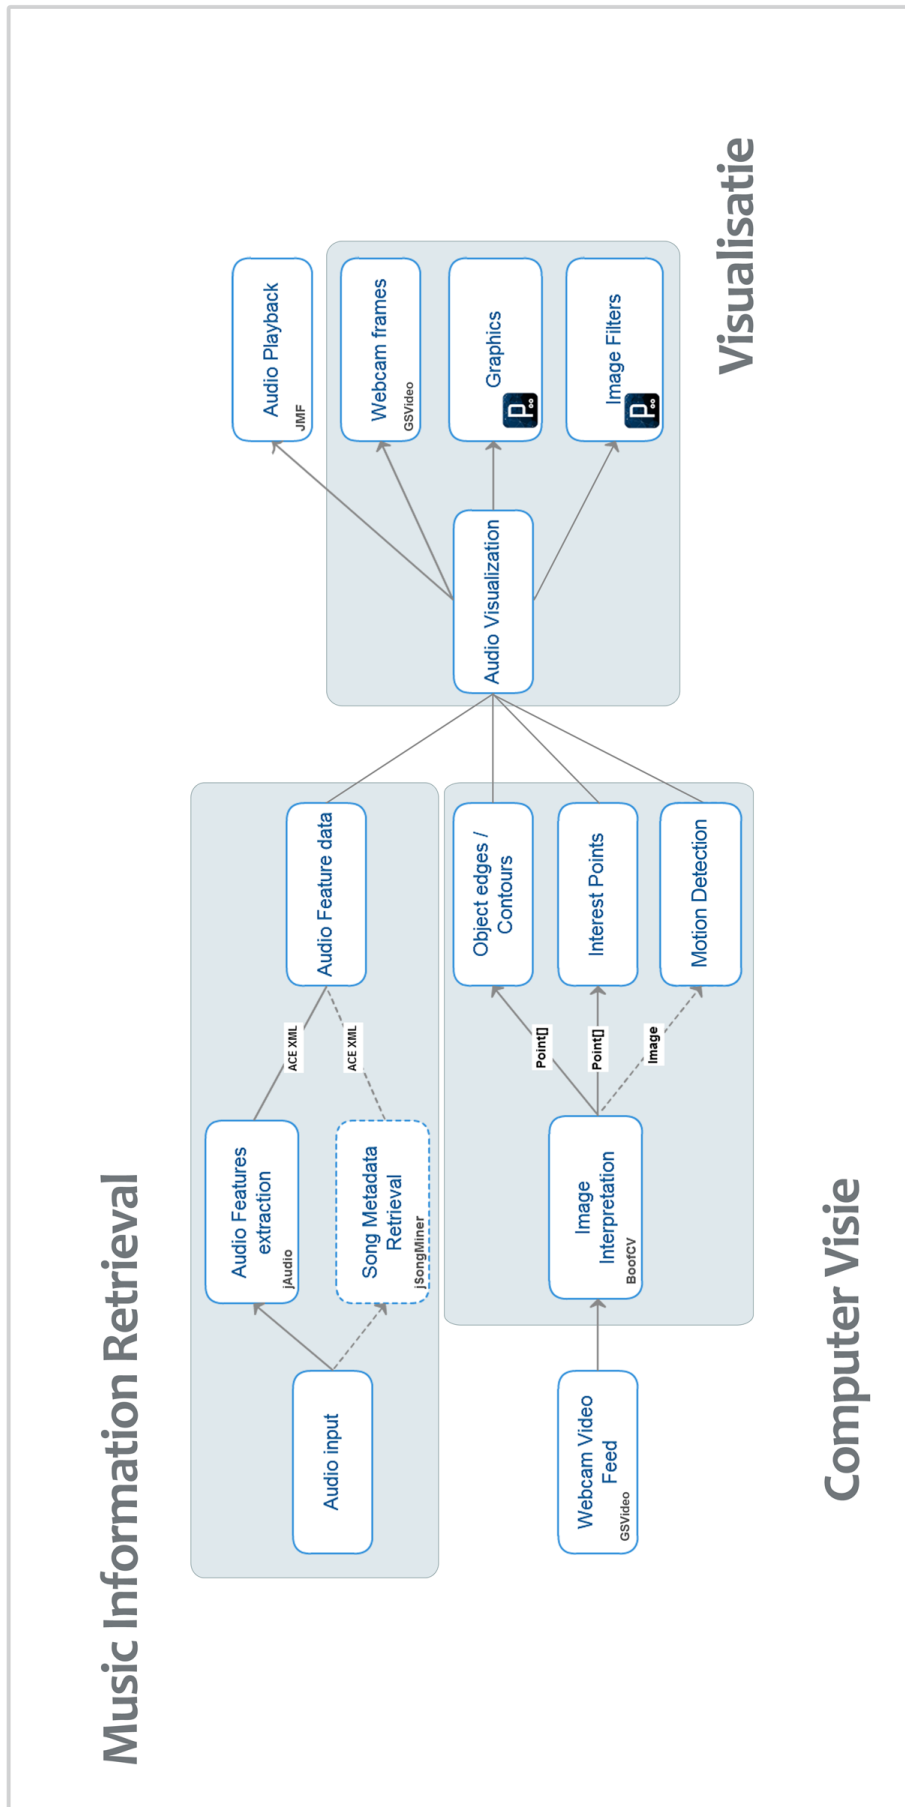 Music Information Retrieval
Audio input
Audio Features
extraction
jAudio
Song Metadata
Retrieval
jSongMiner
ACE XML
ACE XML
Audio Feature data
Webcam Video
Feed
GSVideo
Image
Interpretation
BoofCV
Point[]
Point[]
Image
Object edges /
Contours
Interest Points
Motion Detection
Computer Visie
Audio Visualization
Audio Playback
JMF
Webcam frames
GSVideo
Graphics
P
Image Filters
P
Visualisatie